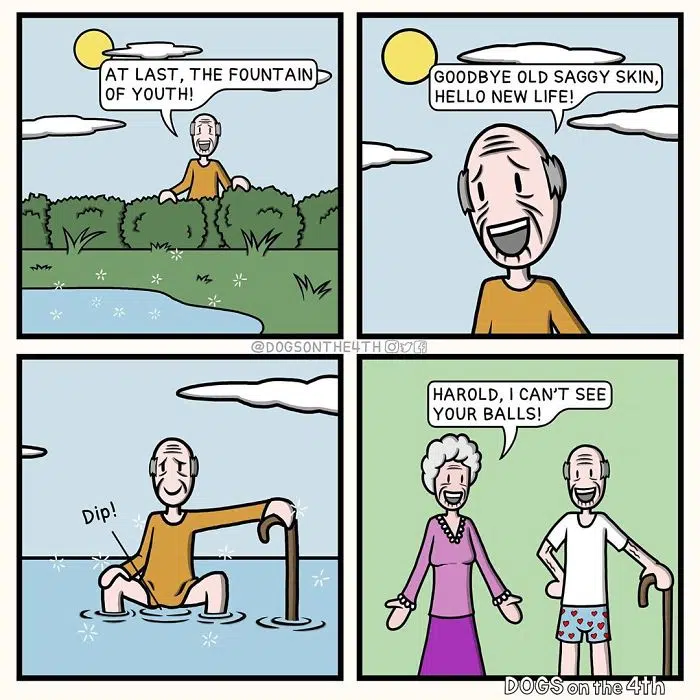 AT LAST, THE FOUNTAIN
OF YOUTH!
GOODBYE OLD SAGGY SKIN,
HELLO NEW LIFE!
@DOGSONTHE4TH
Dip!
HAROLD, I CAN'T SEE
YOUR BALLS!
DOGS on the 4th